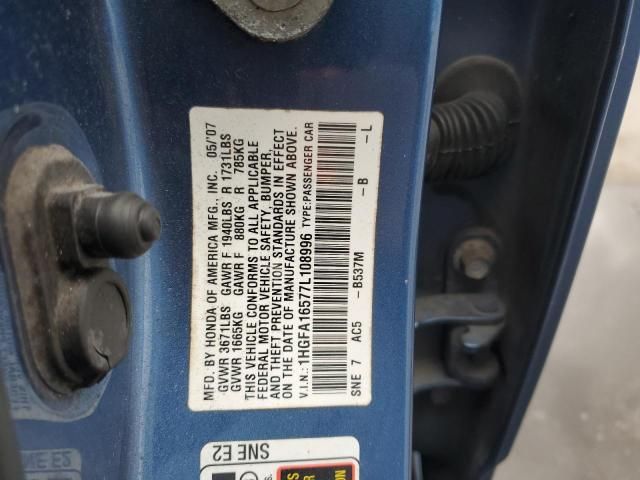 MFD. BY HONDA OF AMERICA MFG., INC. 05/'07
GVWR 3671LBS GAWR F 1940LBS R 1731LBS
GVWR 1665KG GAWR F 880KG R 785KG
THIS VEHICLE CONFORMS TO ALL APPLICABLE
FEDERAL MOTOR VEHICLE SAFETY, BUMPER,
AND THEFT PREVENTION STANDARDS IN EFFECT
ON THE DATE OF MANUFACTURE SHOWN ABOVE.
V.I.N.: 1HGFA16577L108996 TYPE:PASSENGER CAR
SNE 7 AC5 - B537M - B - L
SNE E2